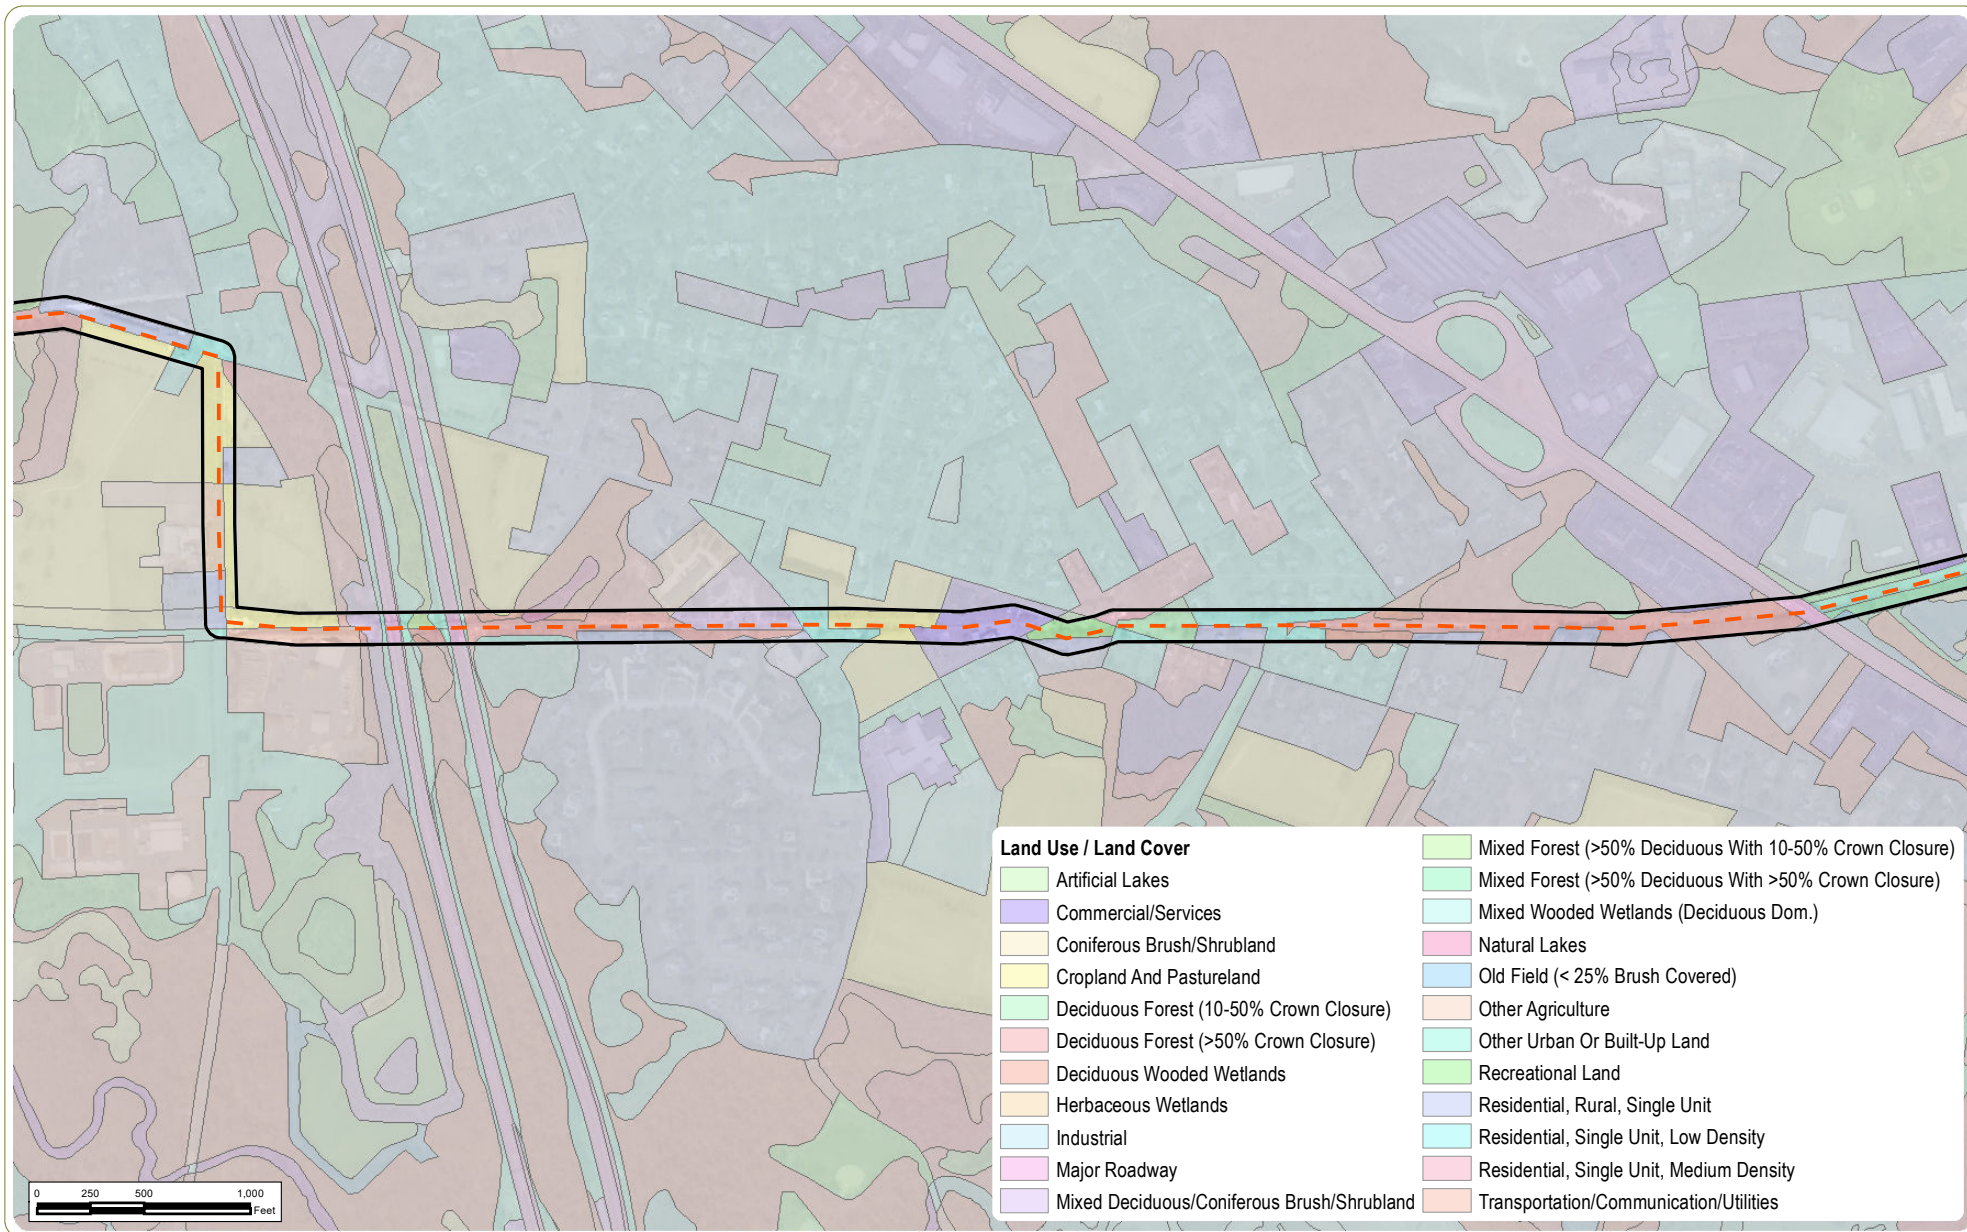 Land Use / Land Cover
Artificial Lakes
Commercial/Services
Coniferous Brush/Shrubland
Cropland And Pastureland
Deciduous Forest (10-50% Crown Closure)
Deciduous Forest (>50% Crown Closure)
Deciduous Wooded Wetlands
Herbaceous Wetlands
Industrial
Major Roadway
Mixed Deciduous/Coniferous Brush/Shrubland
Mixed Forest (>50% Deciduous With 10-50% Crown Closure)
Mixed Forest (>50% Deciduous With >50% Crown Closure)
Mixed Wooded Wetlands (Deciduous Dom.)
Natural Lakes
Old Field (< 25% Brush Covered)
Other Agriculture
Other Urban Or Built-Up Land
Recreational Land
Residential, Rural, Single Unit
Residential, Single Unit, Low Density
Residential, Single Unit, Medium Density
Transportation/Communication/Utilities
0 250 500 1,000
Feet